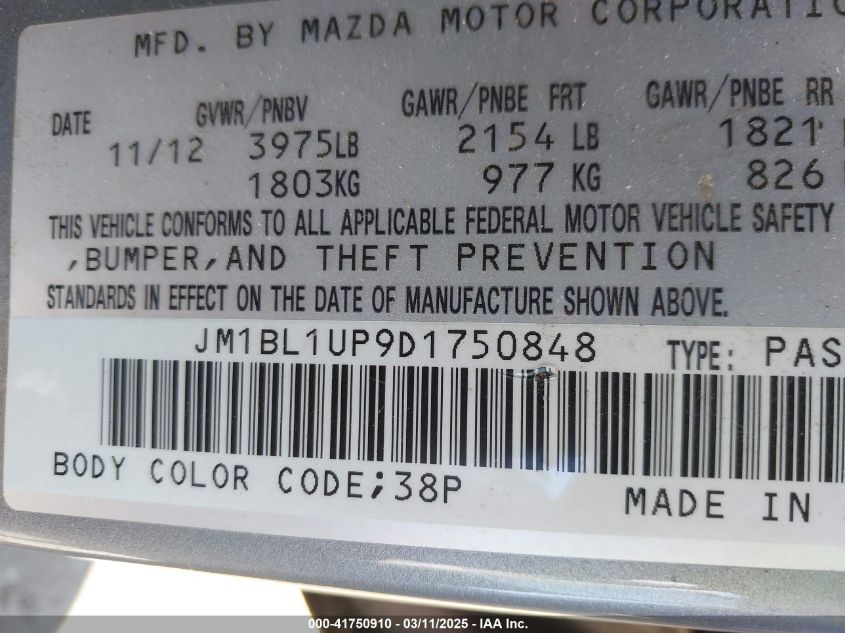 MFD. BY MAZDA MOTOR CORPORATIO
DATE GVWR/PNBV GAWR/PNBE FRT GAWR/PNBE RR
11/12 3975LB 2154 LB 1821
1803KG 977 KG 826
THIS VEHICLE CONFORMS TO ALL APPLICABLE FEDERAL MOTOR VEHICLE SAFETY
,BUMPER,AND THEFT PREVENTION
STANDARDS IN EFFECT ON THE DATE OF MANUFACTURE SHOWN ABOVE.
JM1BL1UP9D1750848 TYPE: PAS
BODY COLOR CODE;38P
MADE IN
000-41750910 - 03/11/2025 - IAA Inc.